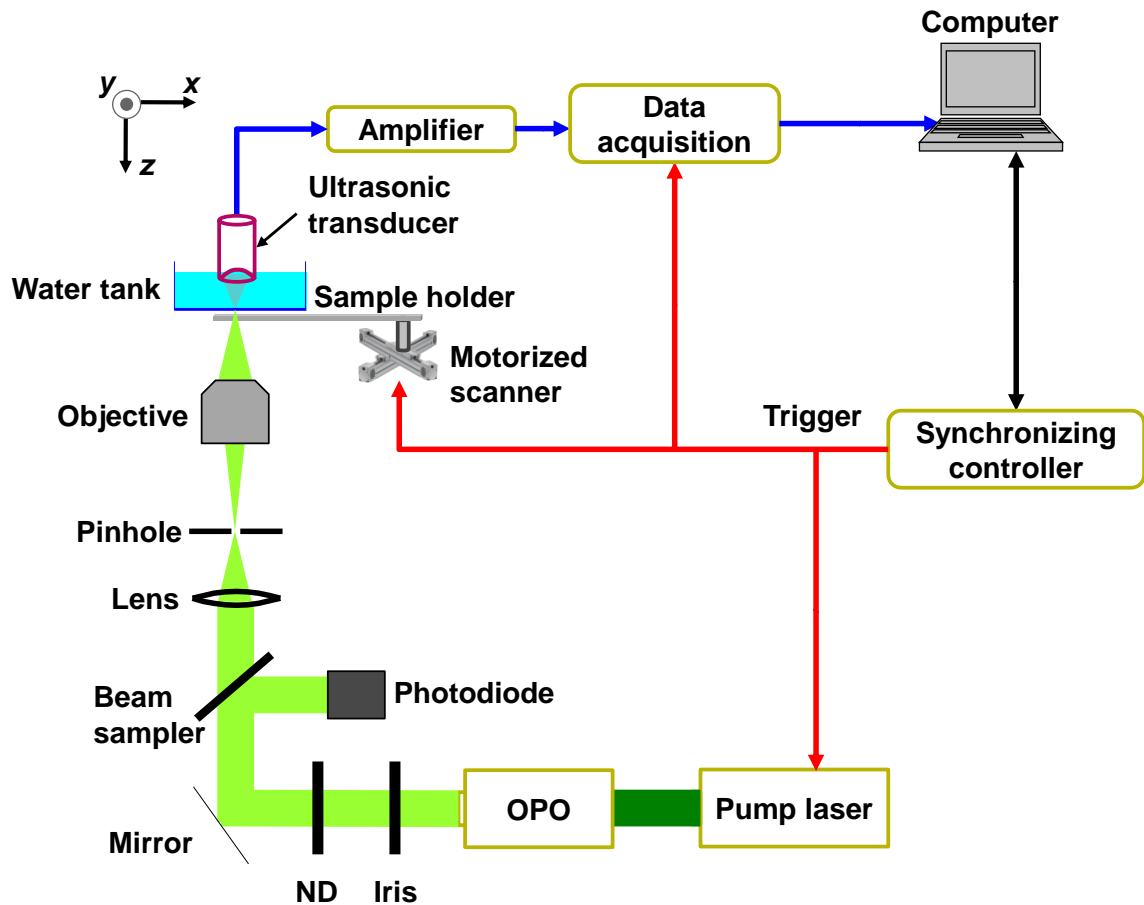 Computer
y
x
z
Amplifier
Data
acquisition
Ultrasonic
transducer
Water tank
Sample holder
Motorized
scanner
Objective
Trigger
Synchronizing
controller
Pinhole
Lens
Beam
sampler
Photodiode
OPO
Pump laser
Mirror
ND
Iris